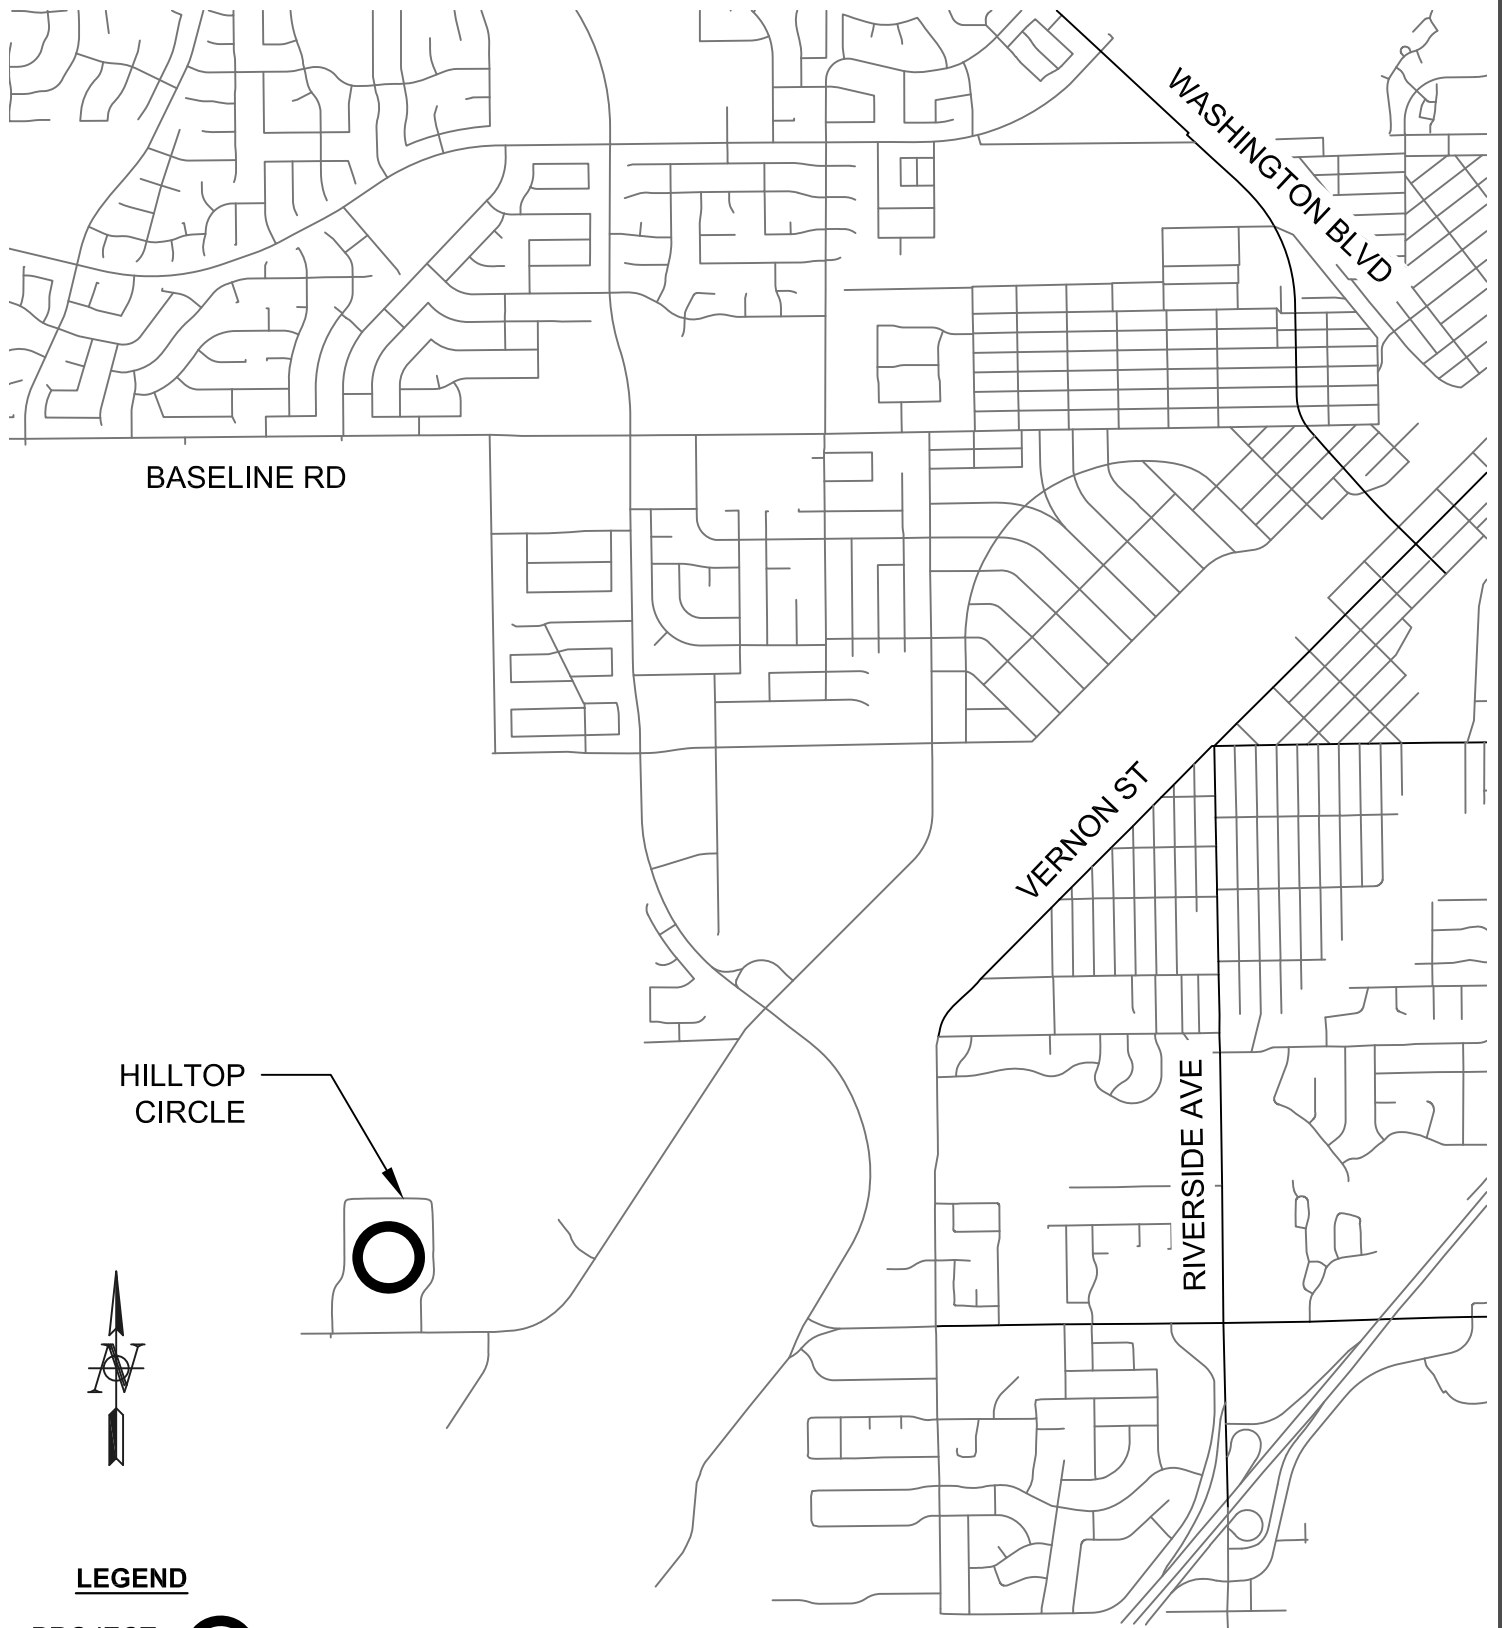 WASHINGTON BLVD
BASELINE RD
VERNON ST
HILLTOP
CIRCLE
RIVERSIDE AVE
N
LEGEND